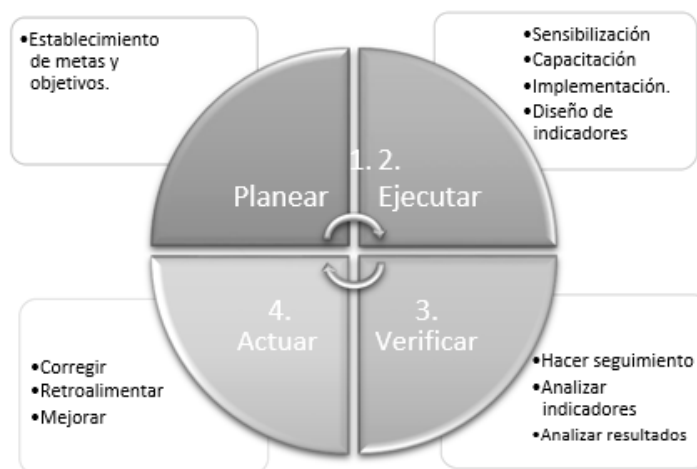 •Establecimiento
de metas y
objetivos.
•Sensibilización
•Capacitación
•Implementación.
•Diseño de
indicadores
1.
Planear
2.
Ejecutar
4.
Actuar
3.
Verificar
•Corregir
•Retroalimentar
•Mejorar
•Hacer seguimiento
•Analizar
indicadores
•Analizar resultados